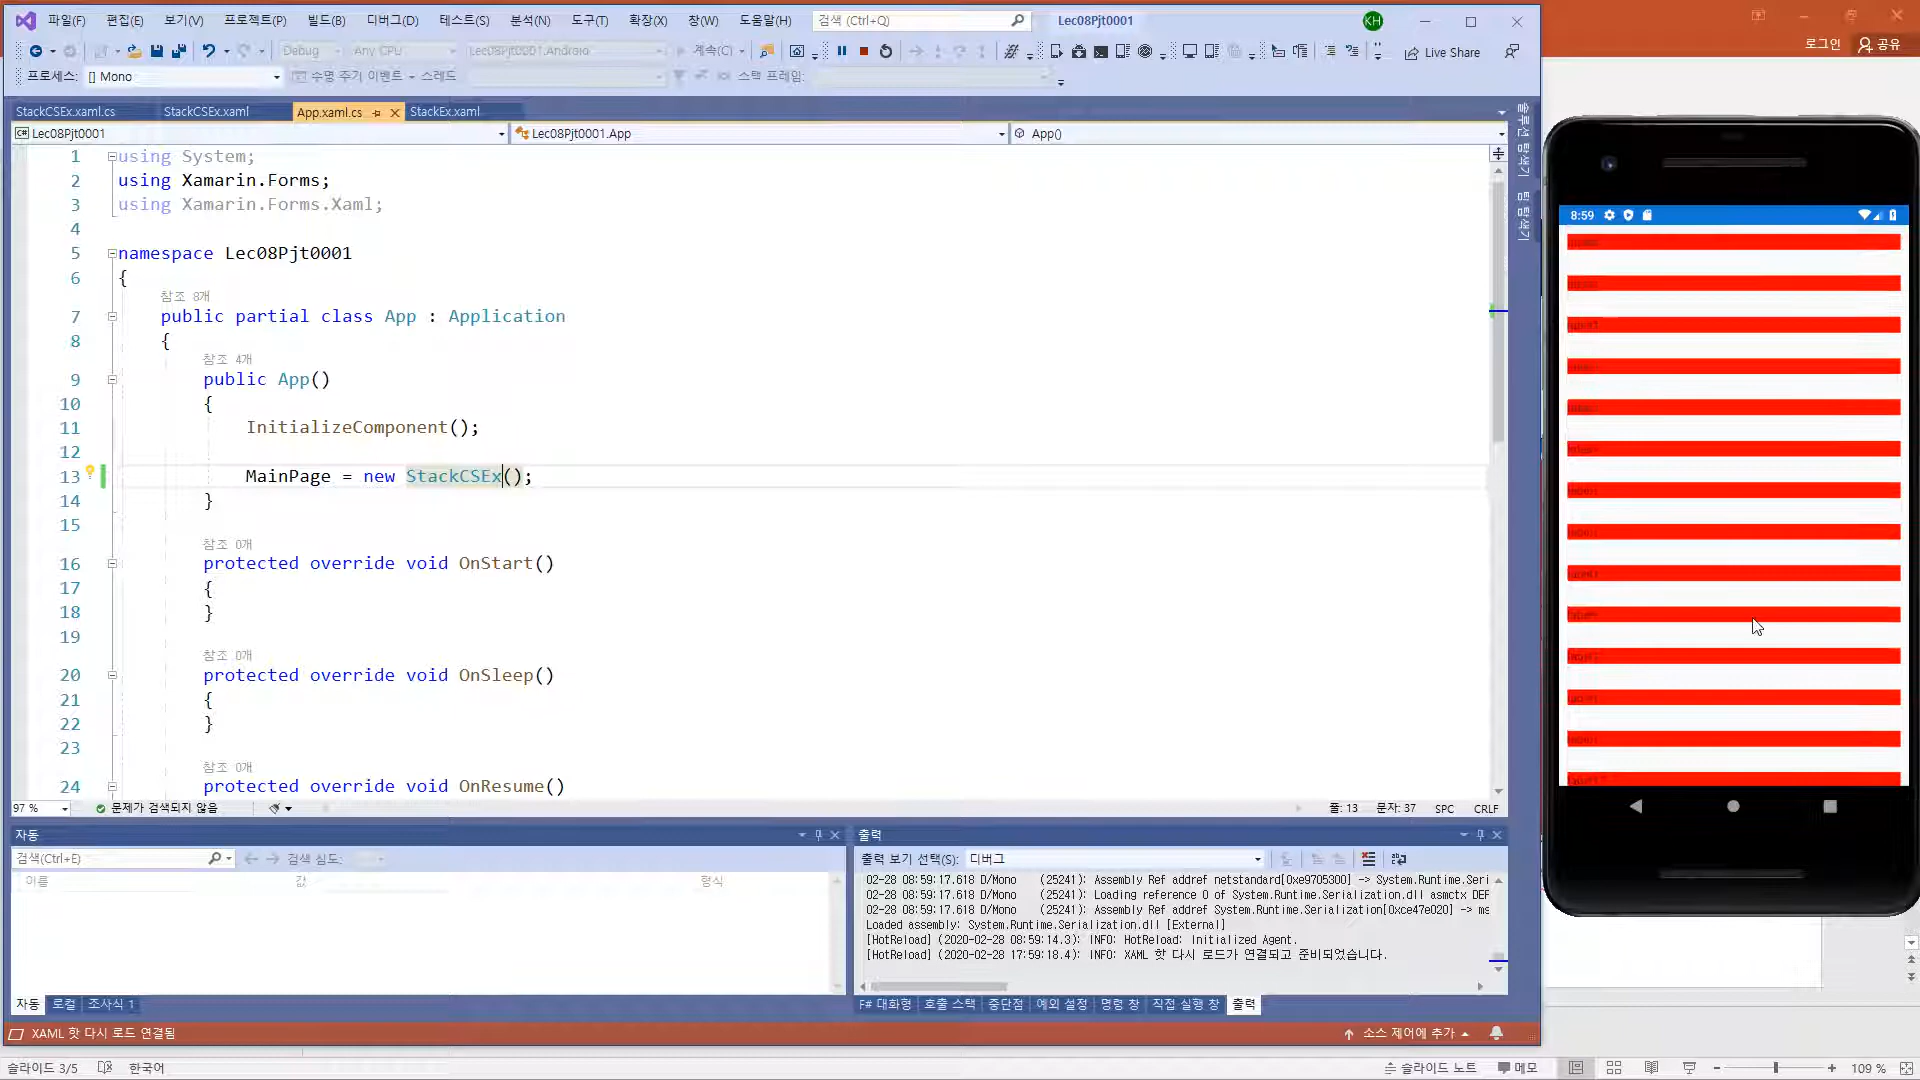 파일(F) 편집(E) 보기(V) 프로젝트(P) 빌드(B) 디버그(D) 테스트(S) 분석(N) 도구(T) 확장(X) 창(W) 도움말(H) 검색 (Ctrl+Q) Lec08Pjt0001 KH
로그인 공유
Debug Any CPU Lec08Pjt0001.Android 계속(C) Live Share
프로세스: [] Mono 수명 주기 이벤트 스레드 스택 프레임:
StackCSEx.xaml.cs StackCSEx.xaml App.xaml.cs StackEx.xaml
Lec08Pjt0001 Lec08Pjt0001.App App()
솔루션 탐색기 팀 탐색기
1 using System;
2 using Xamarin.Forms;
3 using Xamarin.Forms.Xaml;
4
5 namespace Lec08Pjt0001
6 {
참조 8개
7 public partial class App : Application
8 {
참조 4개
9 public App()
10 {
11 InitializeComponent();
12
13 MainPage = new StackCSEx();
14 }
15
참조 0개
16 protected override void OnStart()
17 {
18 }
19
참조 0개
20 protected override void OnSleep()
21 {
22 }
23
참조 0개
24 protected override void OnResume()
97 % 문제가 검색되지 않음 줄: 13 문자: 37 SPC CRLF
8:59
자동
검색(Ctrl+E) 검색 심도:
이름 값 형식
자동 로컬 조사식 1
출력
출력 보기 선택(S): 디버그
02-28 08:59:17.618 D/Mono (25241): Assembly Ref addref netstandard[0xe9705300] -> System.Runtime.Seri
02-28 08:59:17.618 D/Mono (25241): Loading reference 0 of System.Runtime.Serialization.dll asmctx DEF
02-28 08:59:17.618 D/Mono (25241): Assembly Ref addref System.Runtime.Serialization[0xce47e020] -> ms
Loaded assembly: System.Runtime.Serialization.dll [External]
[HotReload] (2020-02-28 08:59:14.3): INFO: HotReload: Initialized Agent.
[HotReload] (2020-02-28 17:59:18.4): INFO: XAML 핫 다시 로드가 연결되고 준비되었습니다.
F# 대화형 호출 스택 중단점 예외 설정 명령 창 직접 실행 창 출력
XAML 핫 다시 로드 연결됨 소스 제어에 추가
슬라이드 3/5 한국어 슬라이드 노트 메모 109 %